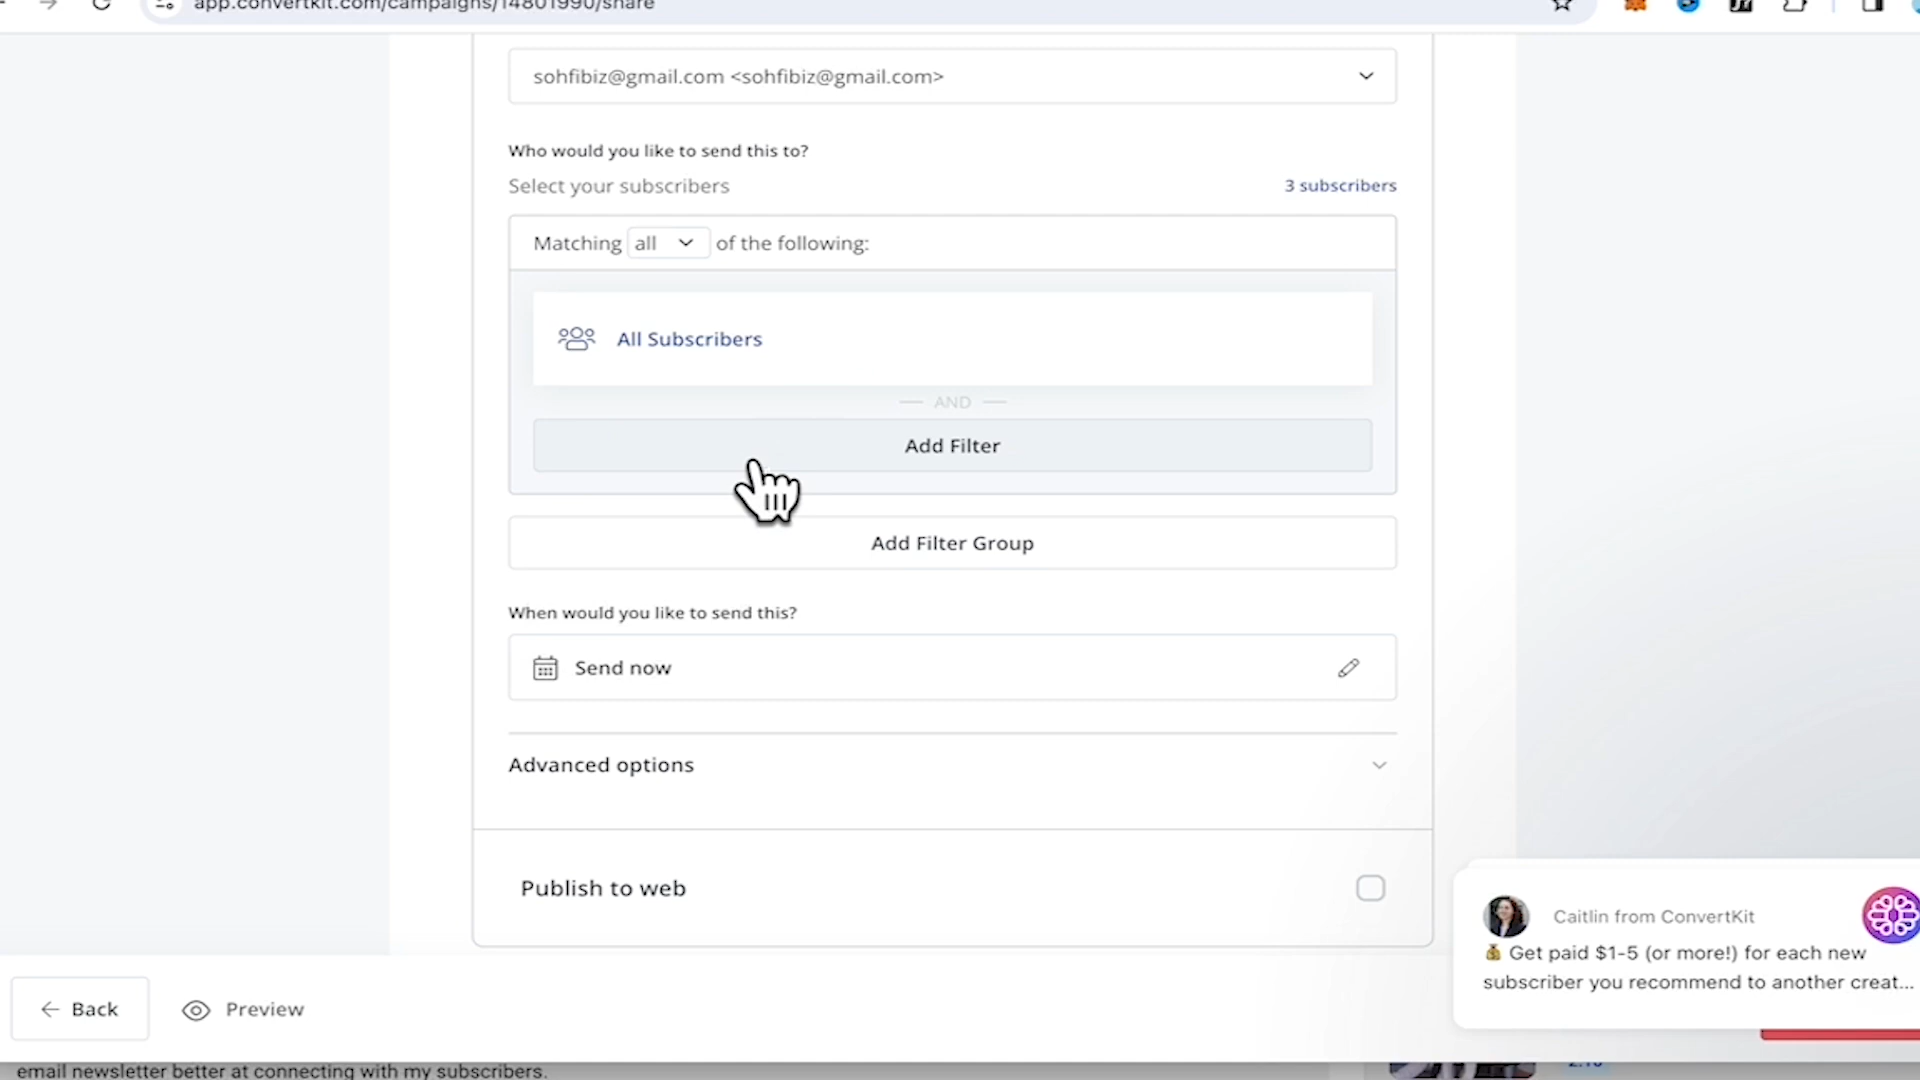 app.convertkit.com/campaigns/14801990/share
sohfibiz@gmail.com <sohfibiz@gmail.com>
Who would you like to send this to?
Select your subscribers
3 subscribers
Matching all of the following:
All Subscribers
AND
Add Filter
Add Filter Group
When would you like to send this?
Send now
Advanced options
Publish to web
Caitlin from ConvertKit
💰 Get paid $1-5 (or more!) for each new
subscriber you recommend to another creat...
← Back
Preview
email newsletter better at connecting with my subscribers.